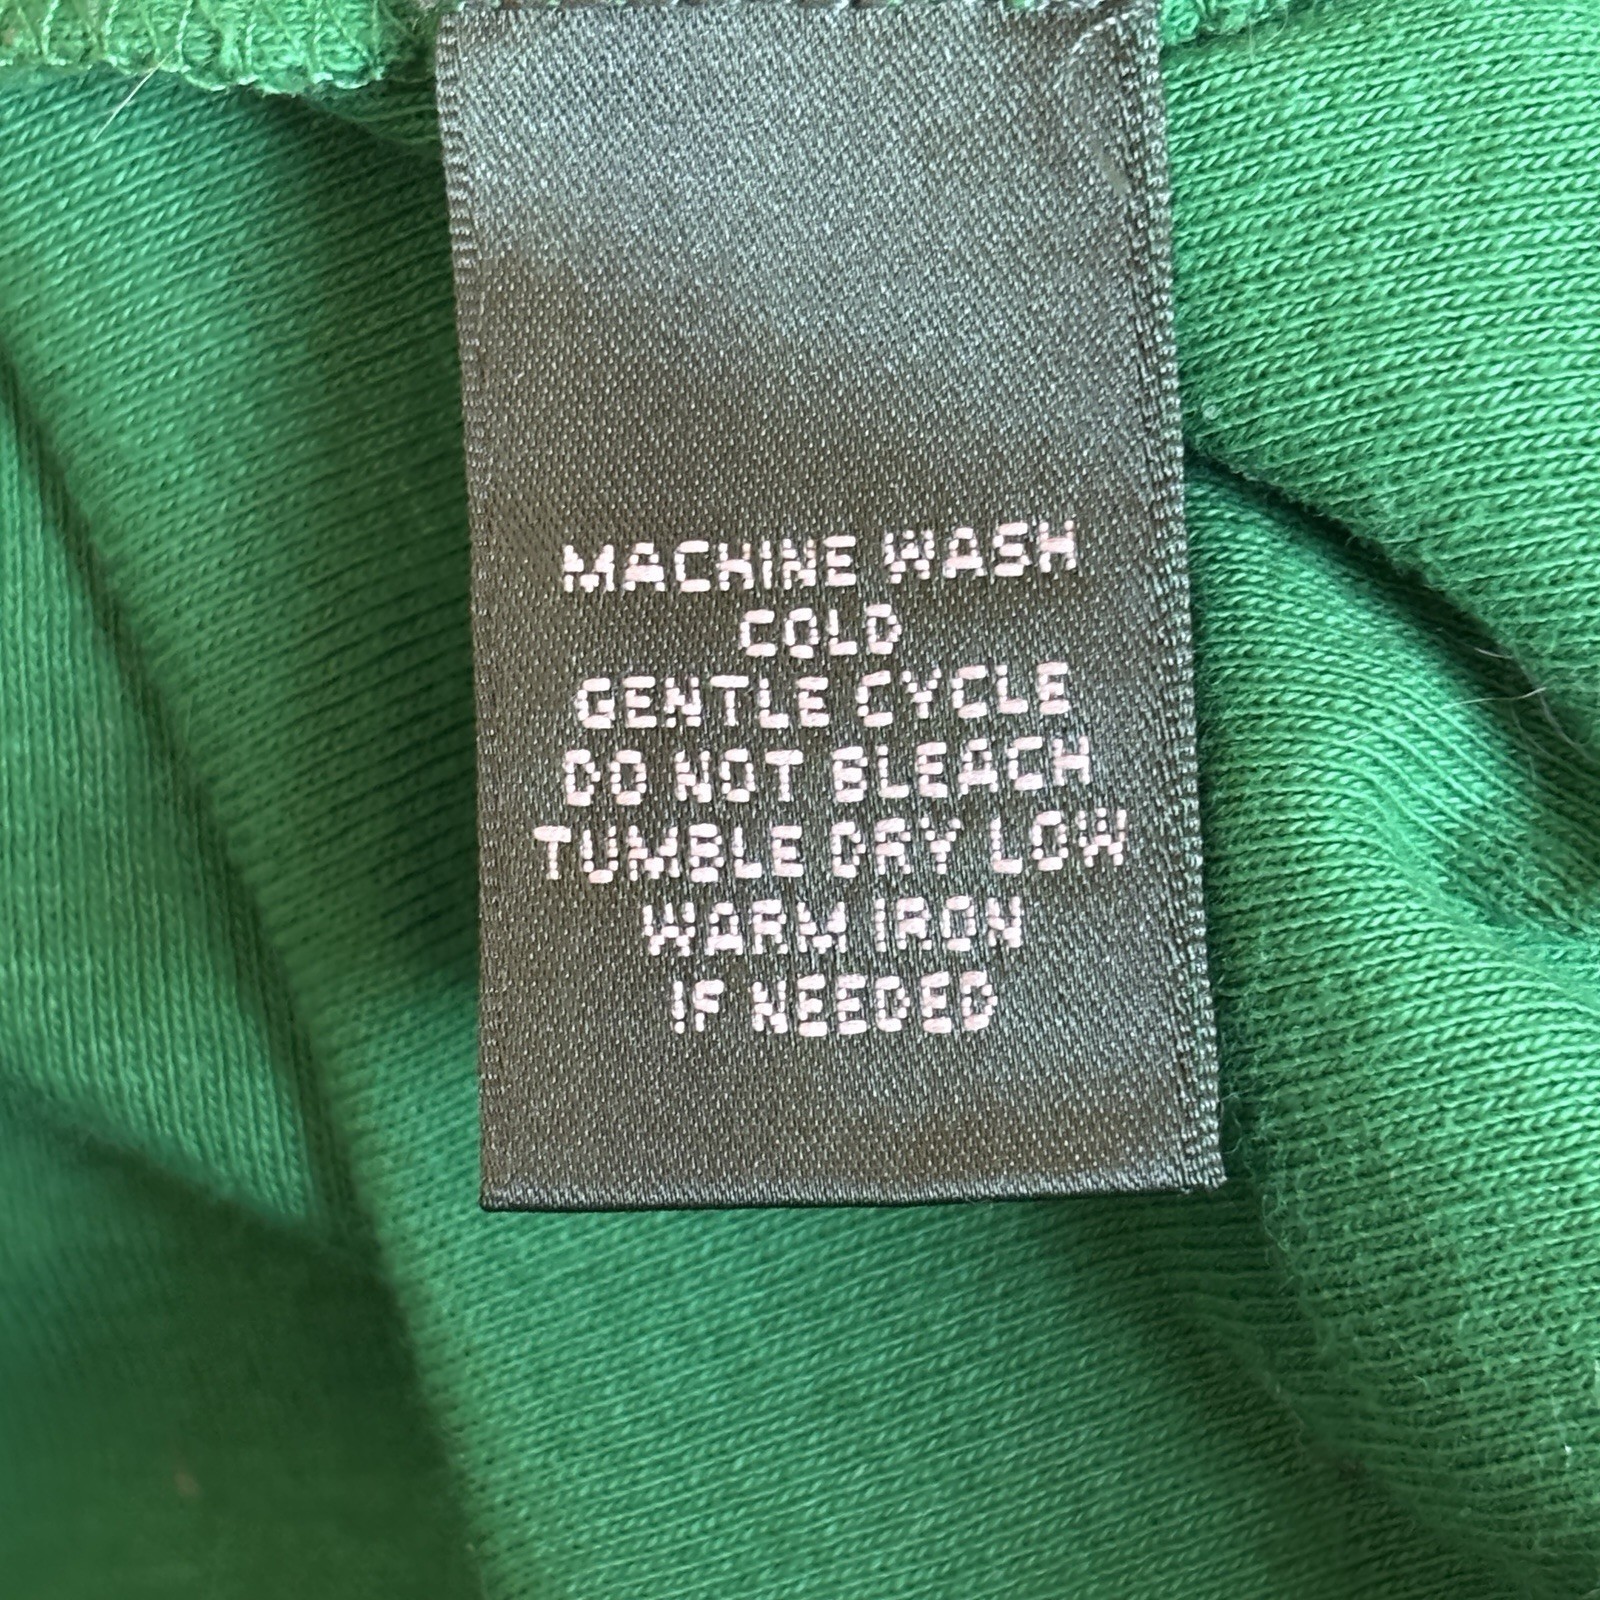 MACHINE WASH
COLD
GENTLE CYCLE
DO NOT BLEACH
TUMBLE DRY LOW
WARM IRON
IF NEEDED